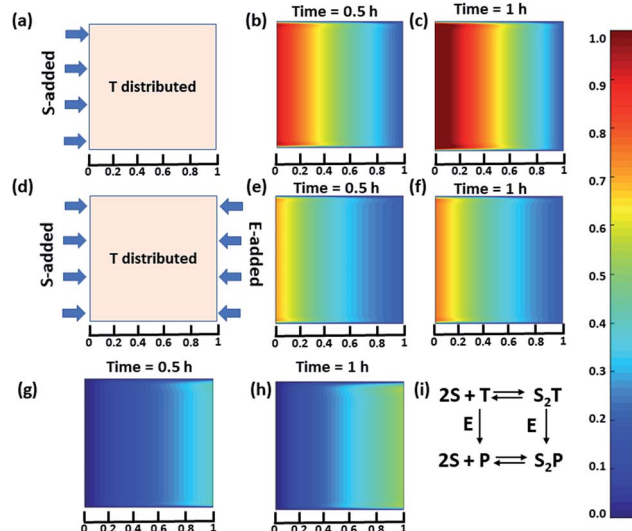 (a)
S-added
T distributed
0 0.2 0.4 0.6 0.8 1
(b)
Time = 0.5 h
0 0.2 0.4 0.6 0.8 1
(c)
Time = 1 h
0 0.2 0.4 0.6 0.8 1
(d)
S-added
T distributed
E-added
0 0.2 0.4 0.6 0.8 1
(e)
Time = 0.5 h
0 0.2 0.4 0.6 0.8 1
(f)
Time = 1 h
0 0.2 0.4 0.6 0.8 1
(g)
Time = 0.5 h
0 0.2 0.4 0.6 0.8 1
(h)
Time = 1 h
0 0.2 0.4 0.6 0.8 1
(i)
2S + T ⇌ S₂T
E E
2S + P ⇌ S₂P
1.0
0.9
0.8
0.7
0.6
0.5
0.4
0.3
0.2
0.1
0.0